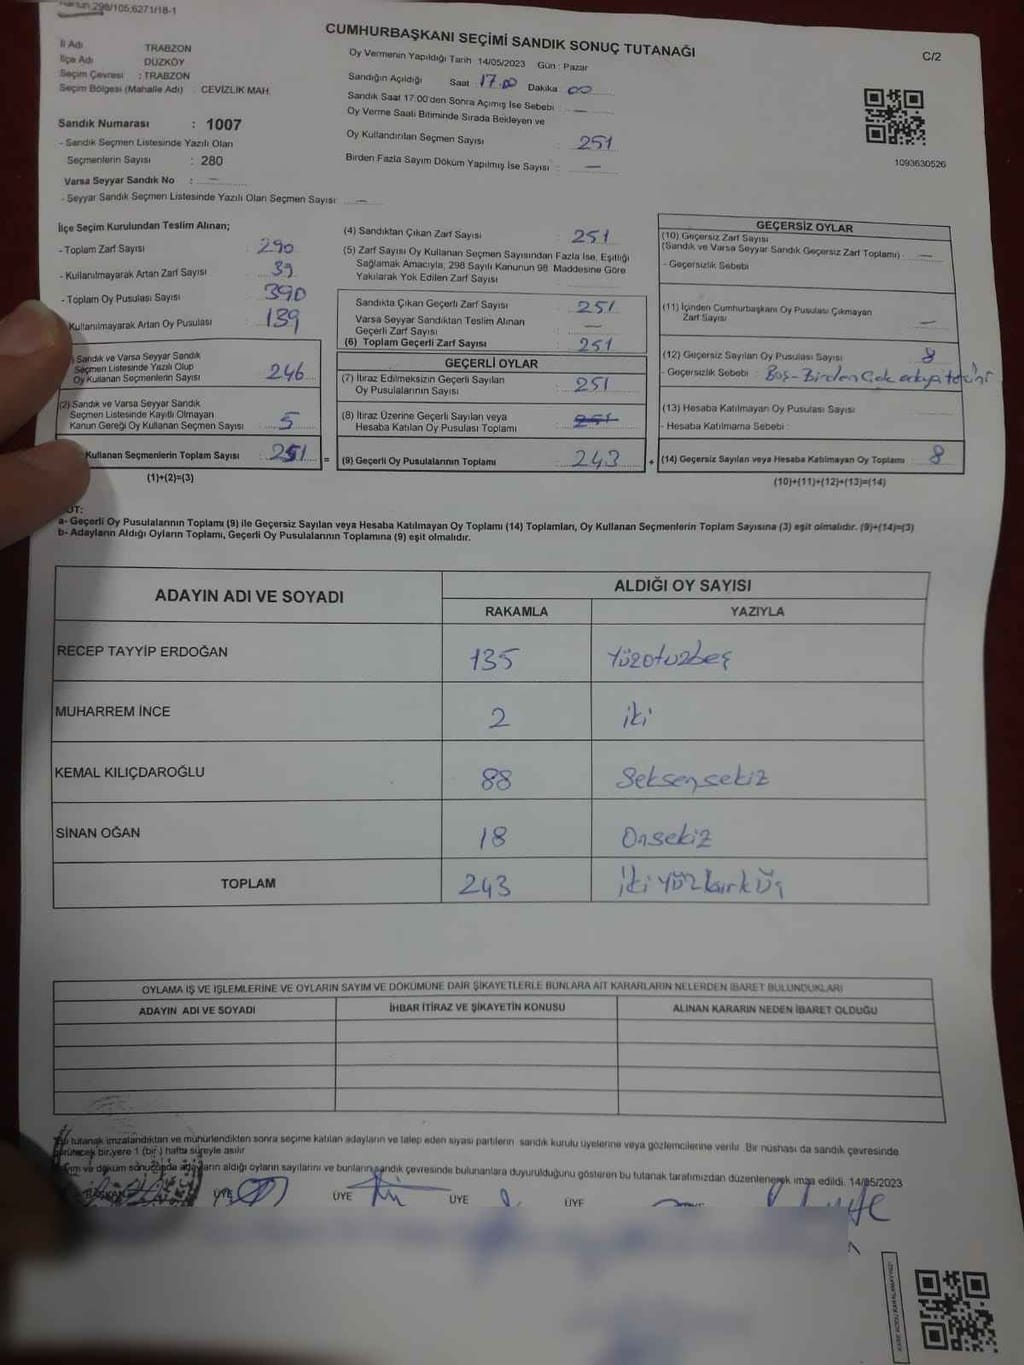 Kanun 298/105;6271/18-1
CUMHURBAŞKANI SEÇİMİ SANDIK SONUÇ TUTANAĞI
C/2
İl Adı TRABZON
İlçe Adı DÜZKÖY
Seçim Çevresi : TRABZON
Seçim Bölgesi (Mahalle Adı) : CEVİZLİK MAH.
Oy Vermenin Yapıldığı Tarih 14/05/2023 Gün : Pazar
Sandığın Açıldığı Saat 17.00 Dakika 00
Sandık Saat 17:00'den Sonra Açımış İse Sebebi : —
Oy Verme Saati Bitiminde Sırada Bekleyen ve
Oy Kullandırılan Seçmen Sayısı : 251
Birden Fazla Sayım Döküm Yapılmış İse Sayısı : —
1093630526
Sandık Numarası : 1007
- Sandık Seçmen Listesinde Yazılı Olan
Seçmenlerin Sayısı : 280
Varsa Seyyar Sandık No : —
- Seyyar Sandık Seçmen Listesinde Yazılı Olan Seçmen Sayısı : —
İlçe Seçim Kurulundan Teslim Alınan;
- Toplam Zarf Sayısı 290
- Kullanılmayarak Artan Zarf Sayısı 39
- Toplam Oy Pusulası Sayısı 390
Kullanılmayarak Artan Oy Pusulası 139
Sandık ve Varsa Seyyar Sandık
Seçmen Listesinde Yazılı Olup
Oy Kullanan Seçmenlerin Sayısı 246
(2) Sandık ve Varsa Seyyar Sandık
Seçmen Listesinde Kayıtlı Olmayan
Kanun Gereği Oy Kullanan Seçmen Sayısı 5
Kullanan Seçmenlerin Toplam Sayısı 251 =
(1)+(2)=(3)
(4) Sandıktan Çıkan Zarf Sayısı : 251
(5) Zarf Sayısı Oy Kullanan Seçmen Sayısından Fazla İse, Eşitliği
Sağlamak Amacıyla, 298 Sayılı Kanunun 98. Maddesine Göre
Yakılarak Yok Edilen Zarf Sayısı
Sandıkta Çıkan Geçerli Zarf Sayısı : 251
Varsa Seyyar Sandıktan Teslim Alınan
Geçerli Zarf Sayısı : —
(6) Toplam Geçerli Zarf Sayısı : 251
GEÇERLİ OYLAR
(7) İtiraz Edilmeksizin Geçerli Sayılan
Oy Pusulalarının Sayısı : 251
(8) İtiraz Üzerine Geçerli Sayılan veya
Hesaba Katılan Oy Pusulası Toplamı : 251
(9) Geçerli Oy Pusulalarının Toplamı : 243 +
GEÇERSİZ OYLAR
(10) Geçersiz Zarf Sayısı
(Sandık ve Varsa Seyyar Sandık Geçersiz Zarf Toplamı) : —
- Geçersizlik Sebebi :
(11) İçinden Cumhurbaşkanı Oy Pusulası Çıkmayan
Zarf Sayısı : —
(12) Geçersiz Sayılan Oy Pusulası Sayısı : 8
- Geçersizlik Sebebi : Boş-Birden Çok adaya
(13) Hesaba Katılmayan Oy Pusulası Sayısı :
- Hesaba Katılmama Sebebi :
(14) Geçersiz Sayılan veya Hesaba Katılmayan Oy Toplamı : 8
(10)+(11)+(12)+(13)=(14)
a- Geçerli Oy Pusulalarının Toplamı (9) ile Geçersiz Sayılan veya Hesaba Katılmayan Oy Toplamı (14) Toplamları, Oy Kullanan Seçmenlerin Toplam Sayısına (3) eşit olmalıdır. (9)+(14)=(3)
b- Adayların Aldığı Oyların Toplamı, Geçerli Oy Pusulalarının Toplamına (9) eşit olmalıdır.
ADAYIN ADI VE SOYADI
ALDIĞI OY SAYISI
RAKAMLA YAZIYLA
RECEP TAYYİP ERDOĞAN 135 Yüzotuzbeş
MUHARREM İNCE 2 iki
KEMAL KILIÇDAROĞLU 88 Seksensekiz
SİNAN OĞAN 18 Onsekiz
TOPLAM 243 İki Yüz kırk Üç
OYLAMA İŞ VE İŞLEMLERİNE VE OYLARIN SAYIM VE DÖKÜMÜNE DAİR ŞİKAYETLERLE BUNLARA AİT KARARLARIN NELERDEN İBARET BULUNDUKLARI
ADAYIN ADI VE SOYADI İHBAR İTİRAZ VE ŞİKAYETİN KONUSU ALINAN KARARIN NEDEN İBARET OLDUĞU
Bu tutanak imzalandıktan ve mühürlendikten sonra seçime katılan adayların ve talep eden siyasi partilerin sandık kurulu üyelerine veya gözlemcilerine verilir. Bir nüshası da sandık çevresinde
bir yere 1 (bir) hafta süreyle asılır.
ve döküm sonucunda adayların aldığı oyların sayılarını ve bunların sandık çevresinde bulunanlara duyurulduğunu gösteren bu tutanak tarafımızdan düzenlenerek imza edildi. 14/05/2023
BAŞKAN ÜYE ÜYE ÜYE ÜYE